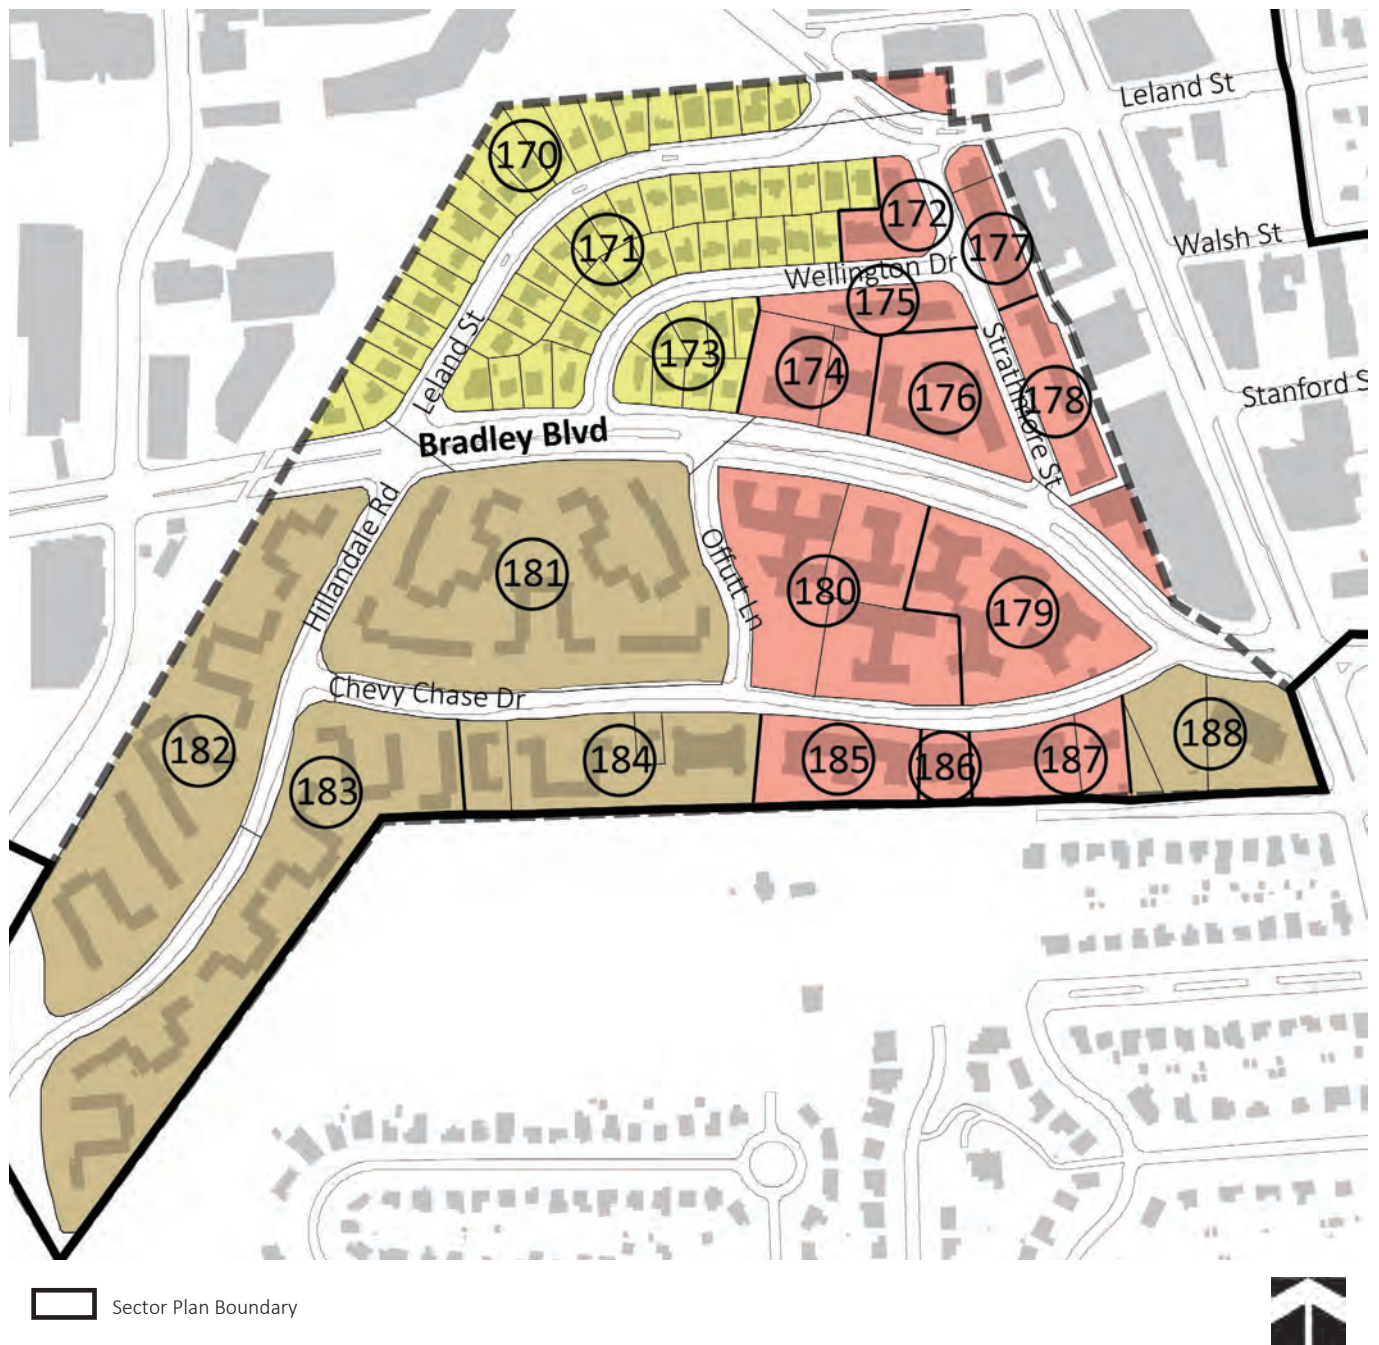 Leland St
170
172
177
171
Walsh St
Wellington Dr
175
173
174
Leland St
176
Strathmore St
178
Stanford S
Bradley Blvd
Hillandale Rd
181
Offutt Ln
180
179
Chevy Chase Dr
182
183
184
185
186
187
188
Sector Plan Boundary